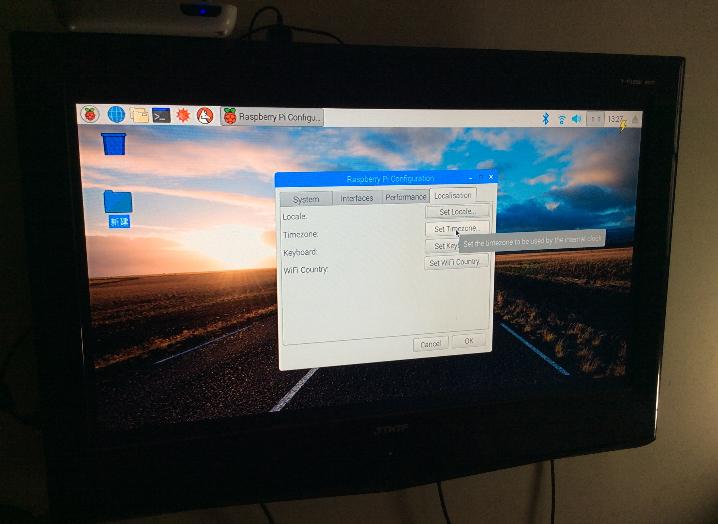 Raspberry Pi Configu...
13:27
Raspberry Pi Configuration
System Interfaces Performance Localisation
Locale: Set Locale...
Timezone: Set Timezone...
Set the timezone to be used by the internal clock
Keyboard: Set Key
WiFi Country: Set WiFi Country...
Cancel OK
新建